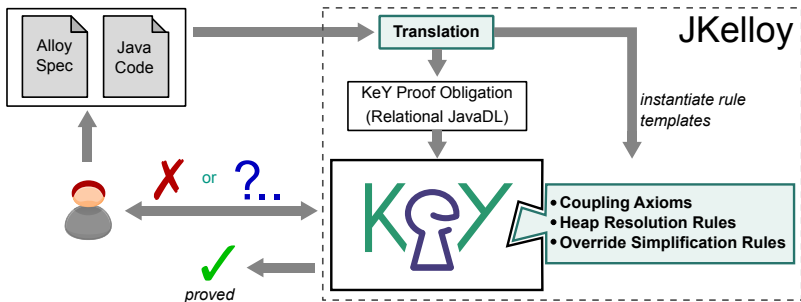 Alloy
Spec
Java
Code
Translation
JKelloy
KeY Proof Obligation
(Relational JavaDL)
instantiate rule
templates
✗ or ?..
KeY
• Coupling Axioms
• Heap Resolution Rules
• Override Simplification Rules
✓
proved